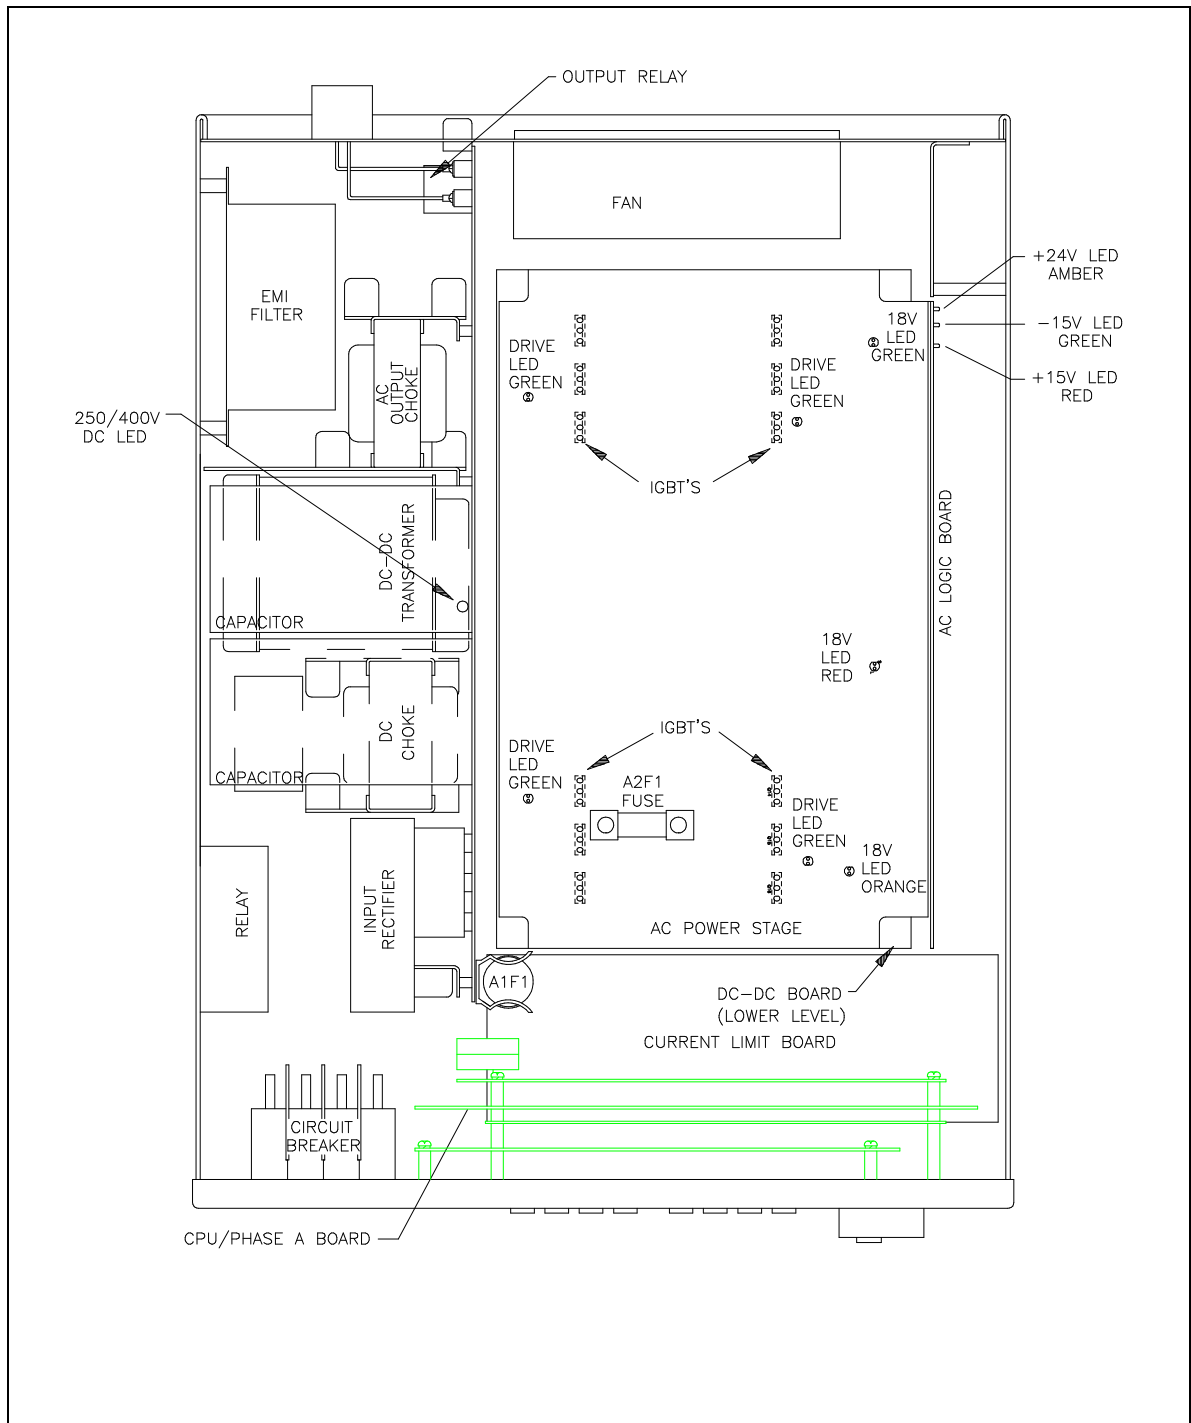 OUTPUT RELAY
FAN
+24V LED
AMBER
EMI
FILTER
18V
LED
GREEN
-15V LED
GREEN
DRIVE
LED
GREEN
DRIVE
LED
GREEN
+15V LED
RED
AC
OUTPUT
CHOKE
250/400V
DC LED
IGBT'S
DC-DC
TRANSFORMER
AC LOGIC BOARD
CAPACITOR
18V
LED
RED
DC
CHOKE
IGBT'S
CAPACITOR
DRIVE
LED
GREEN
A2F1
FUSE
DRIVE
LED
GREEN
18V
LED
ORANGE
RELAY
INPUT
RECTIFIER
AC POWER STAGE
A1F1
DC-DC BOARD
(LOWER LEVEL)
CURRENT LIMIT BOARD
CIRCUIT
BREAKER
CPU/PHASE A BOARD